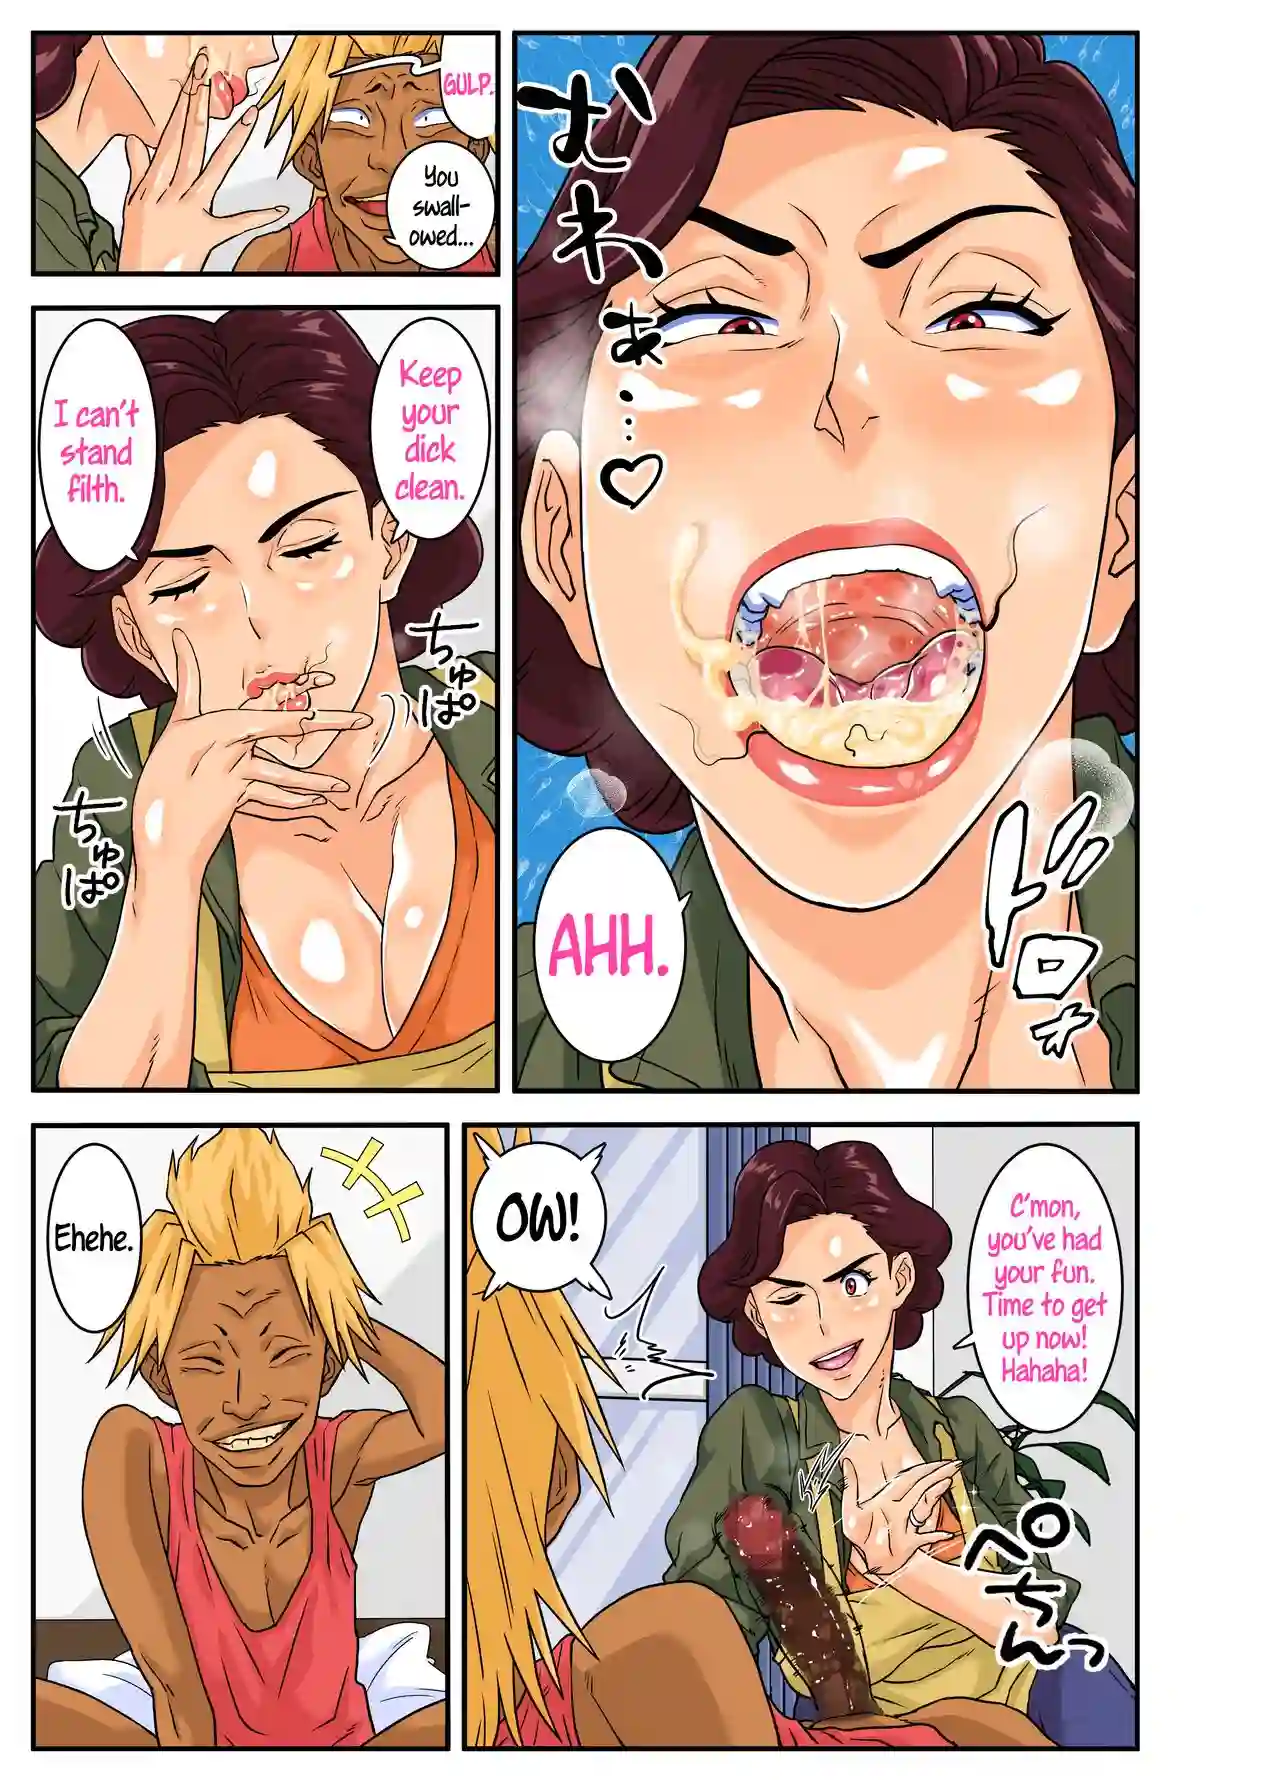 むわぁ…♡
AHH.
ドロォ
GULP.
You
swall-
owed...
Keep
your
dick
clean.
I can't
stand
filth.
ちゅぱ
ちゅぱ
C'mon,
you've had
your fun.
Time to get
up now!
Hahaha!
OW!
ぺちんっ
Ehehe.